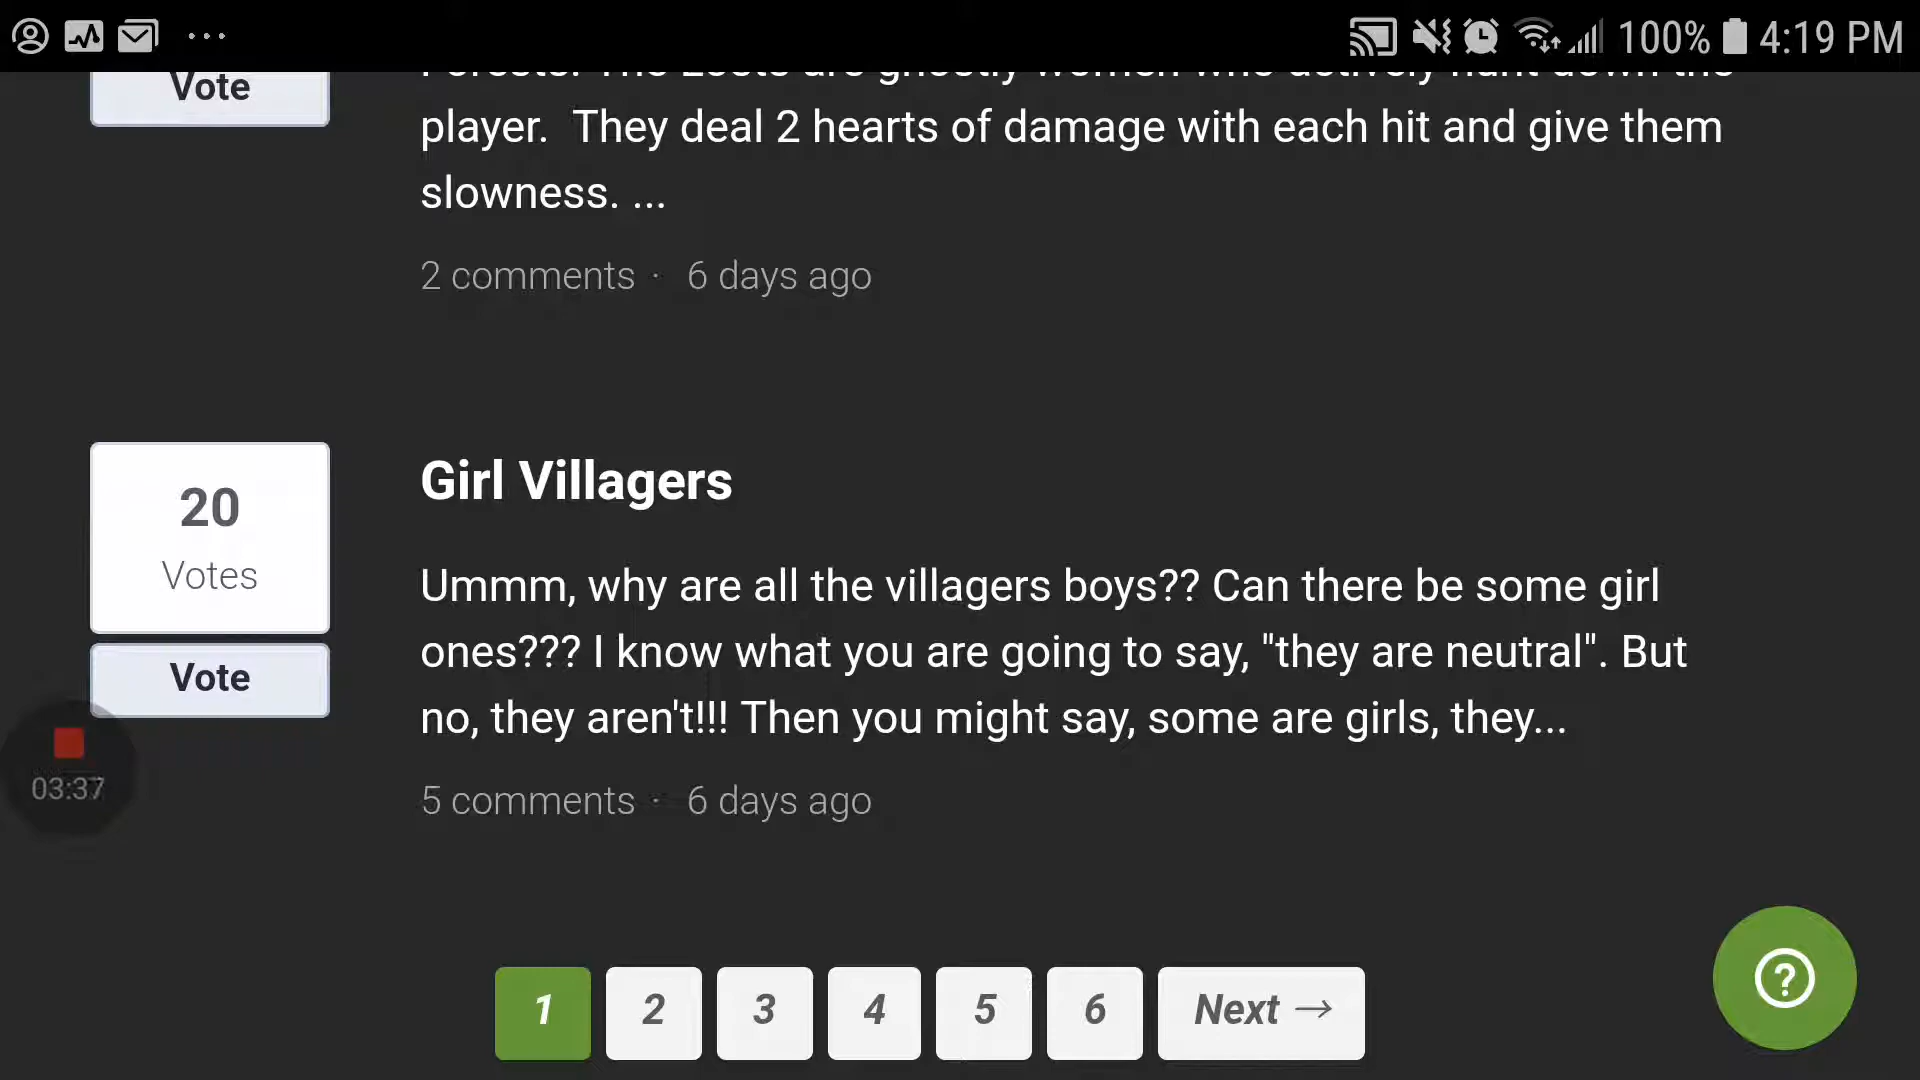 100% 4:19 PM
Vote
player.  They deal 2 hearts of damage with each hit and give them
slowness. ...
2 comments · 6 days ago
20
Votes
Vote
Girl Villagers
Ummm, why are all the villagers boys?? Can there be some girl
ones??? I know what you are going to say, "they are neutral". But
no, they aren't!!! Then you might say, some are girls, they...
5 comments · 6 days ago
03:37
1 2 3 4 5 6 Next →
?